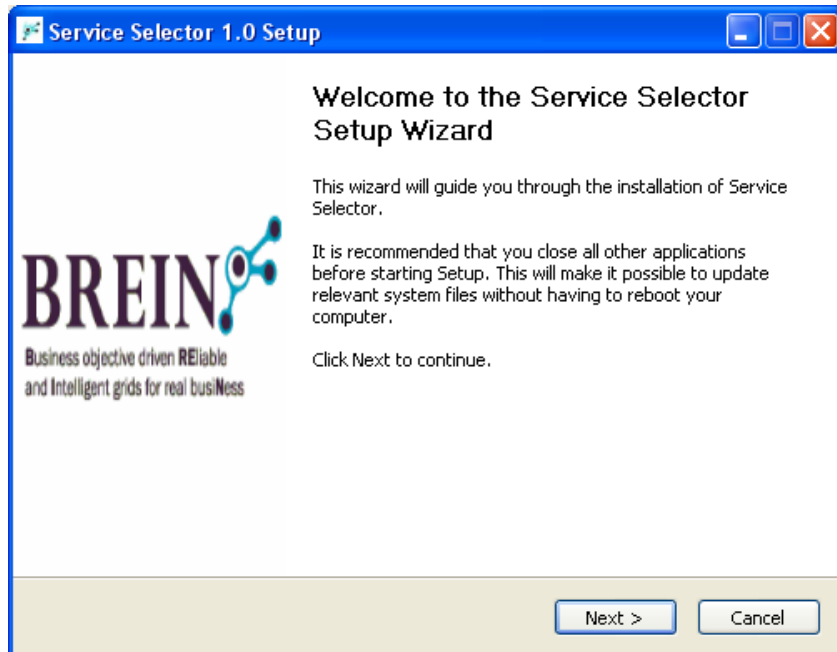 Service Selector 1.0 Setup
Welcome to the Service Selector
Setup Wizard
This wizard will guide you through the installation of Service
Selector.
It is recommended that you close all other applications
before starting Setup. This will make it possible to update
relevant system files without having to reboot your
computer.
Click Next to continue.
BREIN
Business objective driven REliable
and Intelligent grids for real busiNess
Next >
Cancel